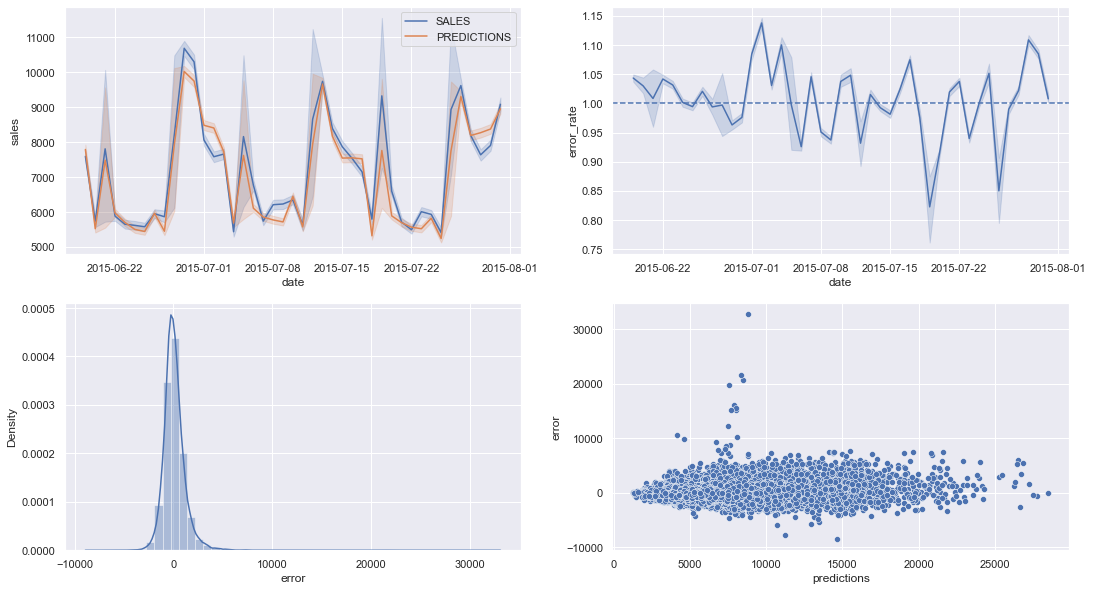 SALES
PREDICTIONS
sales
11000
10000
9000
8000
7000
6000
5000
2015-06-22 2015-07-01 2015-07-08 2015-07-15 2015-07-22 2015-08-01
date
error_rate
1.15
1.10
1.05
1.00
0.95
0.90
0.85
0.80
0.75
2015-06-22 2015-07-01 2015-07-08 2015-07-15 2015-07-22 2015-08-01
date
Density
0.0005
0.0004
0.0003
0.0002
0.0001
0.0000
−10000 0 10000 20000 30000
error
error
30000
20000
10000
0
−10000
0 5000 10000 15000 20000 25000
predictions